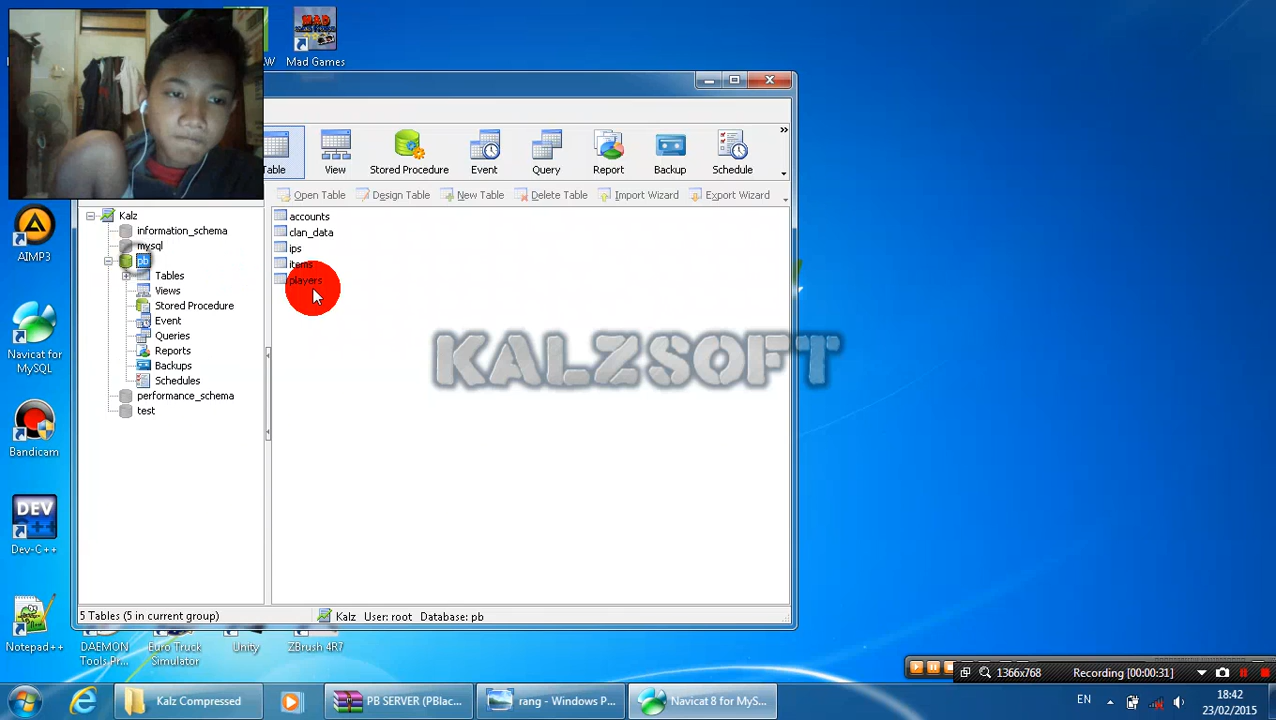 AW
Mad Games
AIMP3
Navicat for
MySQL
Bandicam
DEV
C++
Dev-C++
Notepad++
Table
View
Stored Procedure
Event
Query
Report
Backup
Schedule
»
Open Table
Design Table
New Table
Delete Table
Import Wizard
Export Wizard
Kalz
information_schema
mysql
pb
Tables
Views
Stored Procedure
Event
Queries
Reports
Backups
Schedules
performance_schema
test
accounts
clan_data
ips
items
players
KALZSOFT
5 Tables (5 in current group)
Kalz
User: root
Database: pb
DAEMON
Tools Pr...
Euro Truck
Simulator
Unity
ZBrush 4R7
1366x768
Recording [00:00:31]
Kalz Compressed
PB SERVER (PBlac...
rang - Windows P...
Navicat 8 for MyS...
EN
18:42
23/02/2015